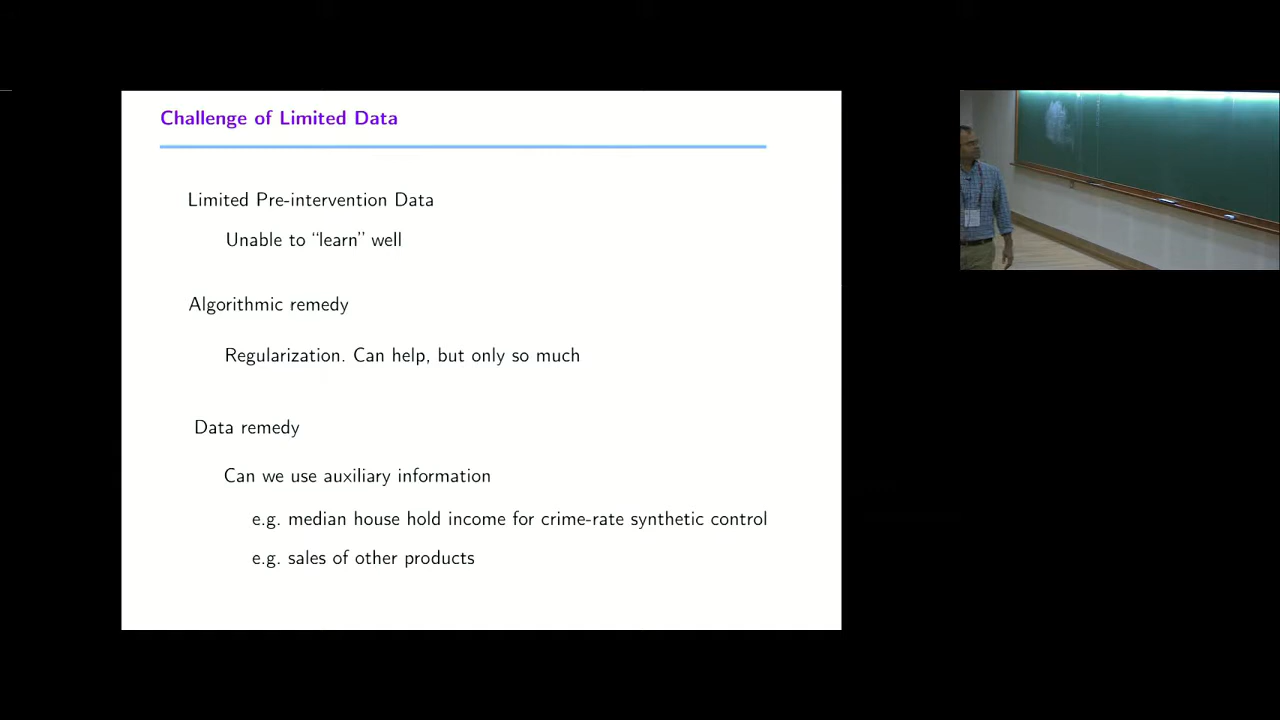 Challenge of Limited Data
Limited Pre-intervention Data
Unable to “learn” well
Algorithmic remedy
Regularization. Can help, but only so much
Data remedy
Can we use auxiliary information
e.g. median house hold income for crime-rate synthetic control
e.g. sales of other products